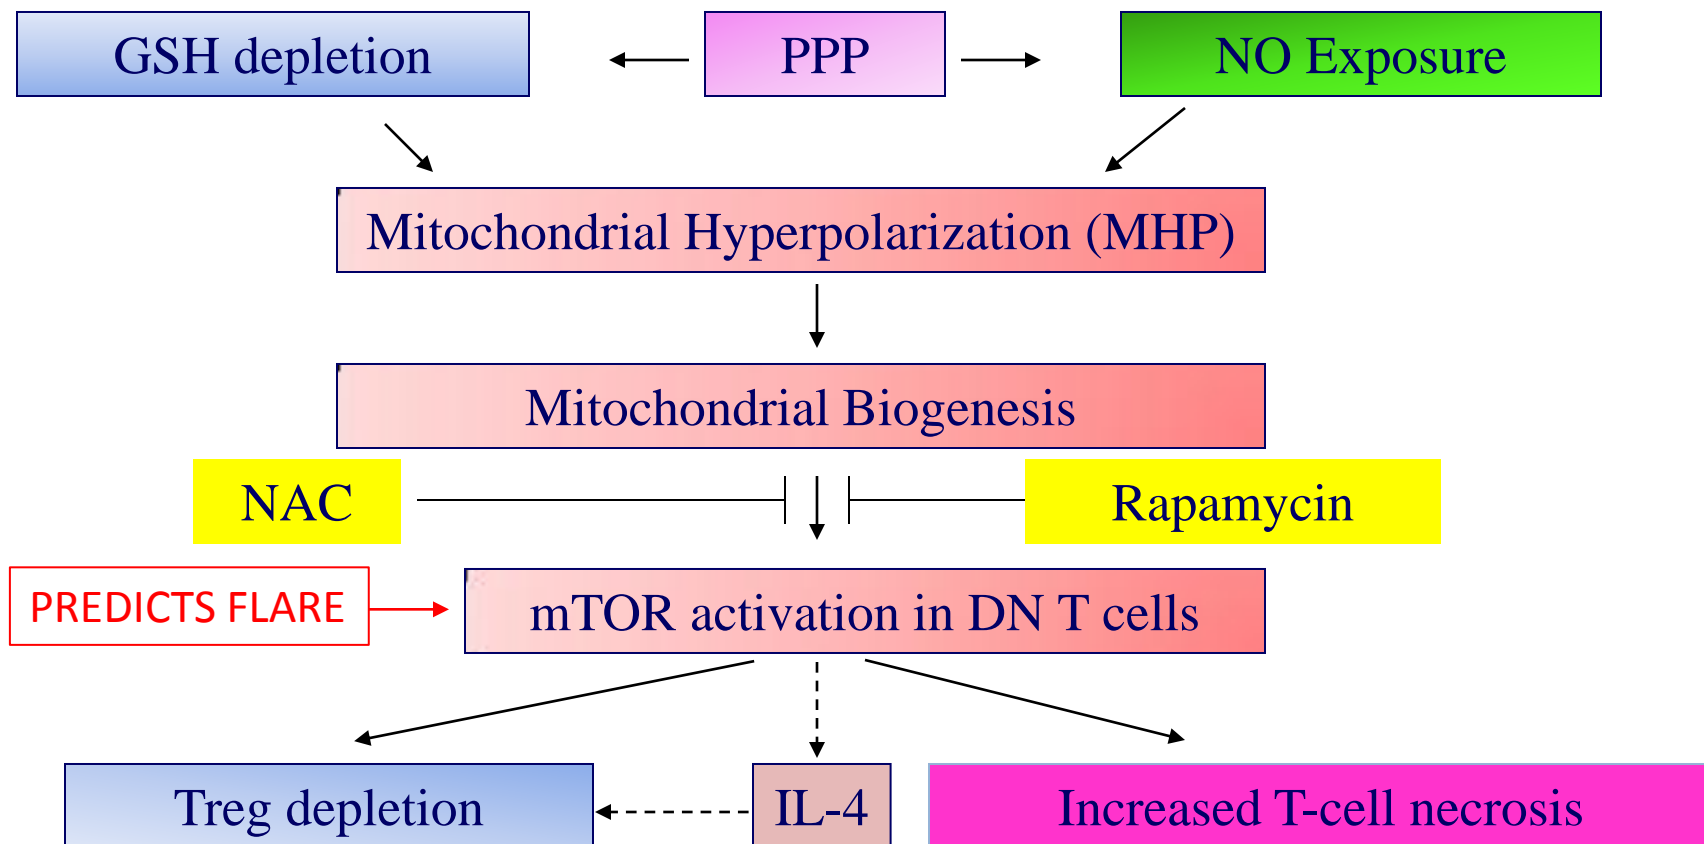 GSH depletion
PPP
NO Exposure
Mitochondrial Hyperpolarization (MHP)
Mitochondrial Biogenesis
NAC
Rapamycin
PREDICTS FLARE
mTOR activation in DN T cells
Treg depletion
IL-4
Increased T-cell necrosis